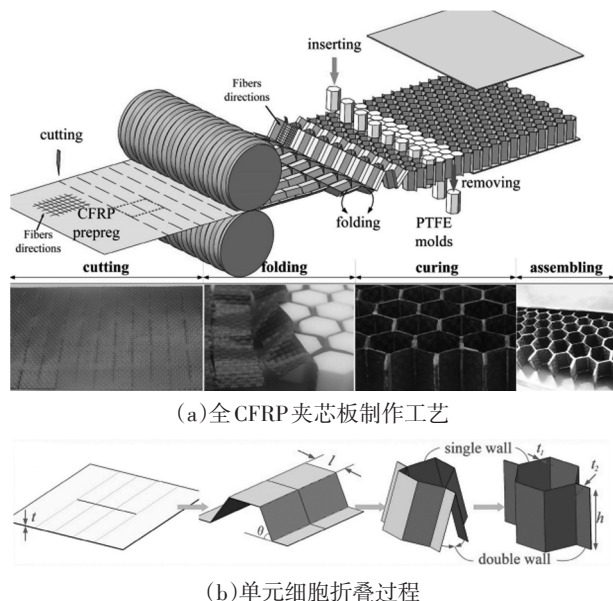 inserting
Fibers
directions
cutting
removing
CFRP
prepreg
Fibers
directions
folding
PTFE
molds
cutting
folding
curing
assembling
(a)全CFRP夹芯板制作工艺
l
single wall
t₁
t₂
t
θ
h
double wall
(b)单元细胞折叠过程